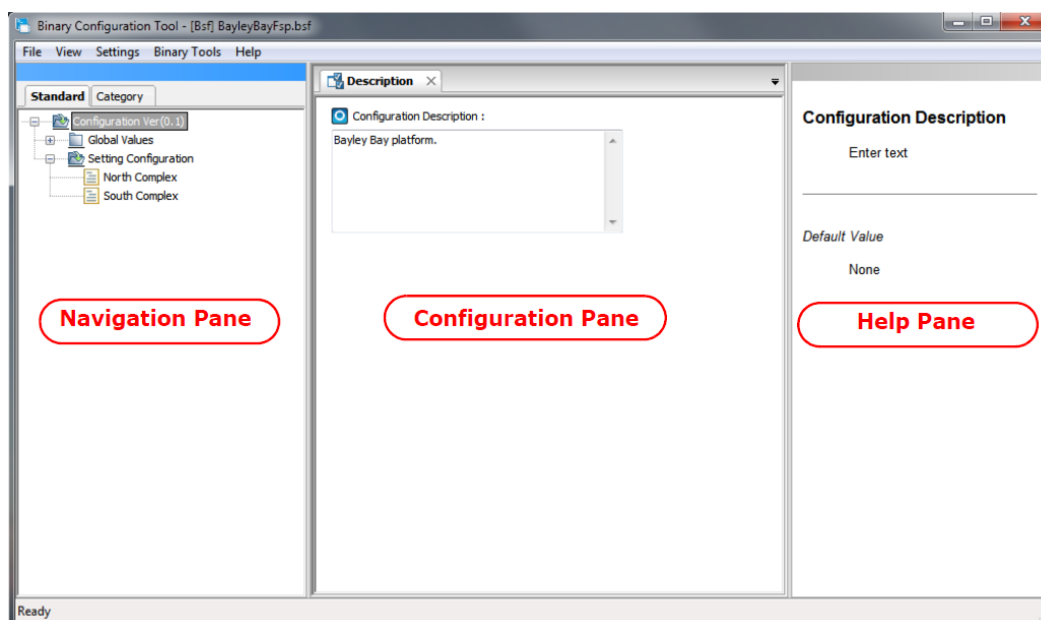 Binary Configuration Tool - [Bsf] BayleyBayFsp.bsf
File View Settings Binary Tools Help
Standard Category
Configuration Ver(0.1)
Global Values
Setting Configuration
North Complex
South Complex
Navigation Pane
Description
Configuration Description :
Bayley Bay platform.
Configuration Pane
Configuration Description
Enter text
Default Value
None
Help Pane
Ready